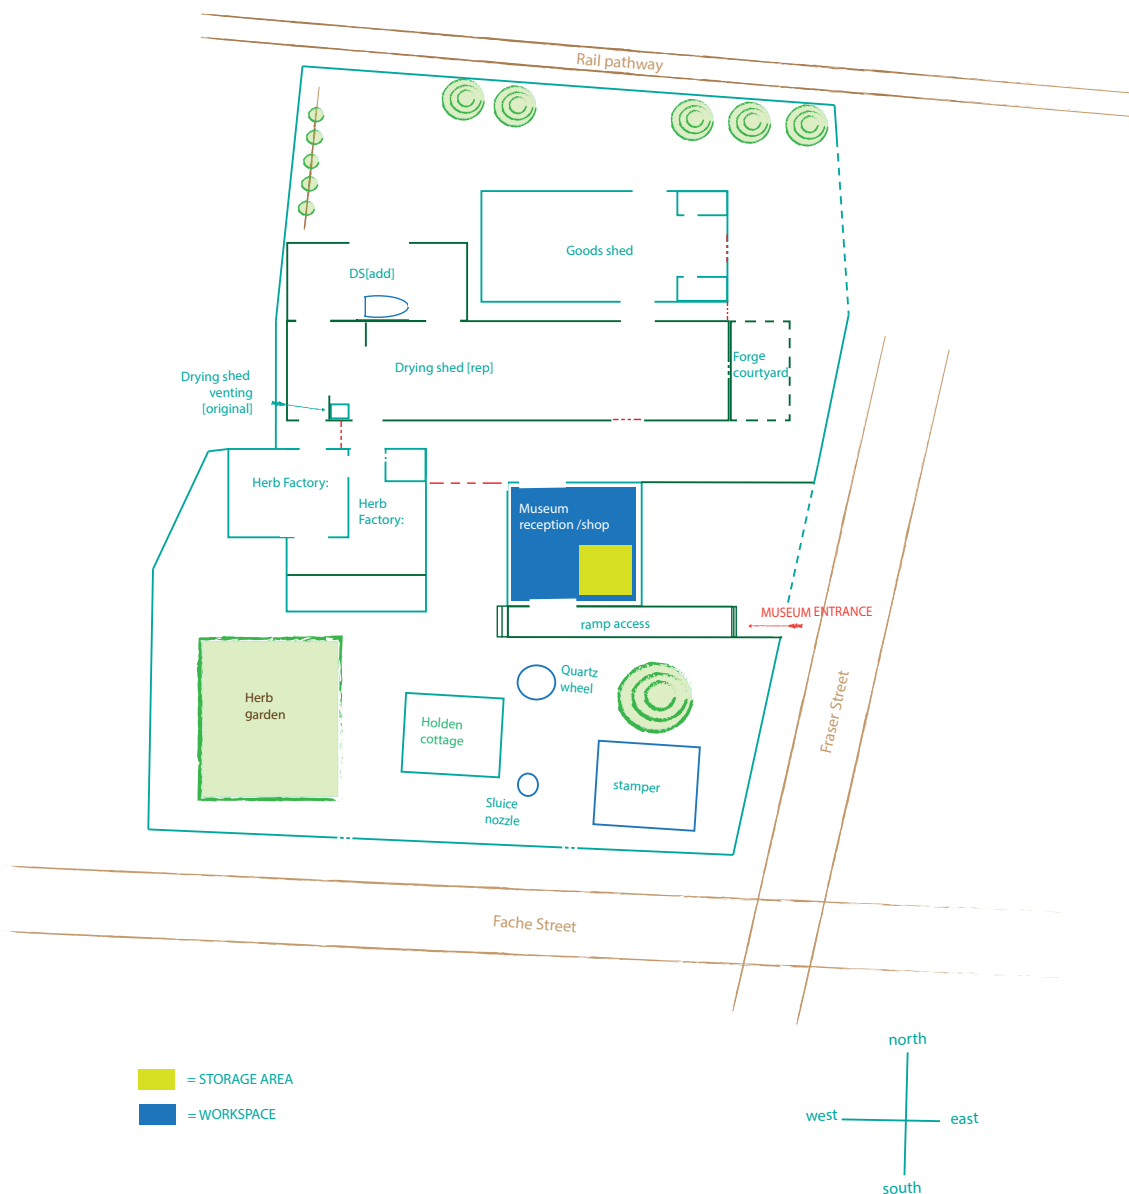 Rail pathway
Goods shed
DS[add]
Drying shed [rep]
Forge
courtyard
Drying shed
venting
[original]
Herb Factory:
Herb
Factory:
Museum
reception /shop
MUSEUM ENTRANCE
ramp access
Quartz
wheel
Herb
garden
Holden
cottage
stamper
Sluice
nozzle
Fraser Street
Fache Street
= STORAGE AREA
= WORKSPACE
north
west
east
south